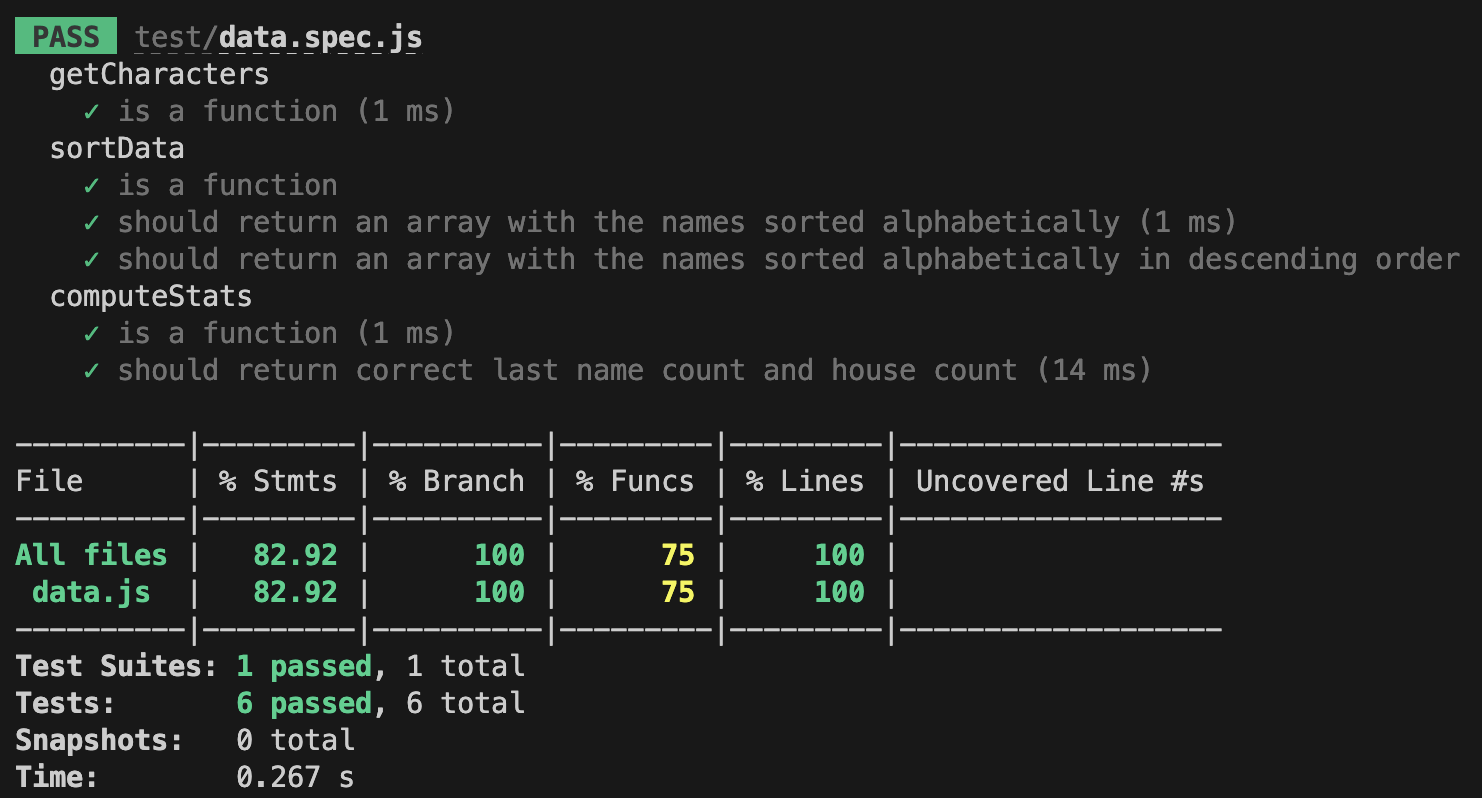 PASS test/data.spec.js
getCharacters
✓ is a function (1 ms)
sortData
✓ is a function
✓ should return an array with the names sorted alphabetically (1 ms)
✓ should return an array with the names sorted alphabetically in descending order
computeStats
✓ is a function (1 ms)
✓ should return correct last name count and house count (14 ms)
----------|---------|----------|---------|---------|-------------------
File      | % Stmts | % Branch | % Funcs | % Lines | Uncovered Line #s
----------|---------|----------|---------|---------|-------------------
All files |   82.92 |      100 |      75 |     100 |
 data.js  |   82.92 |      100 |      75 |     100 |
----------|---------|----------|---------|---------|-------------------
Test Suites: 1 passed, 1 total
Tests:       6 passed, 6 total
Snapshots:   0 total
Time:        0.267 s